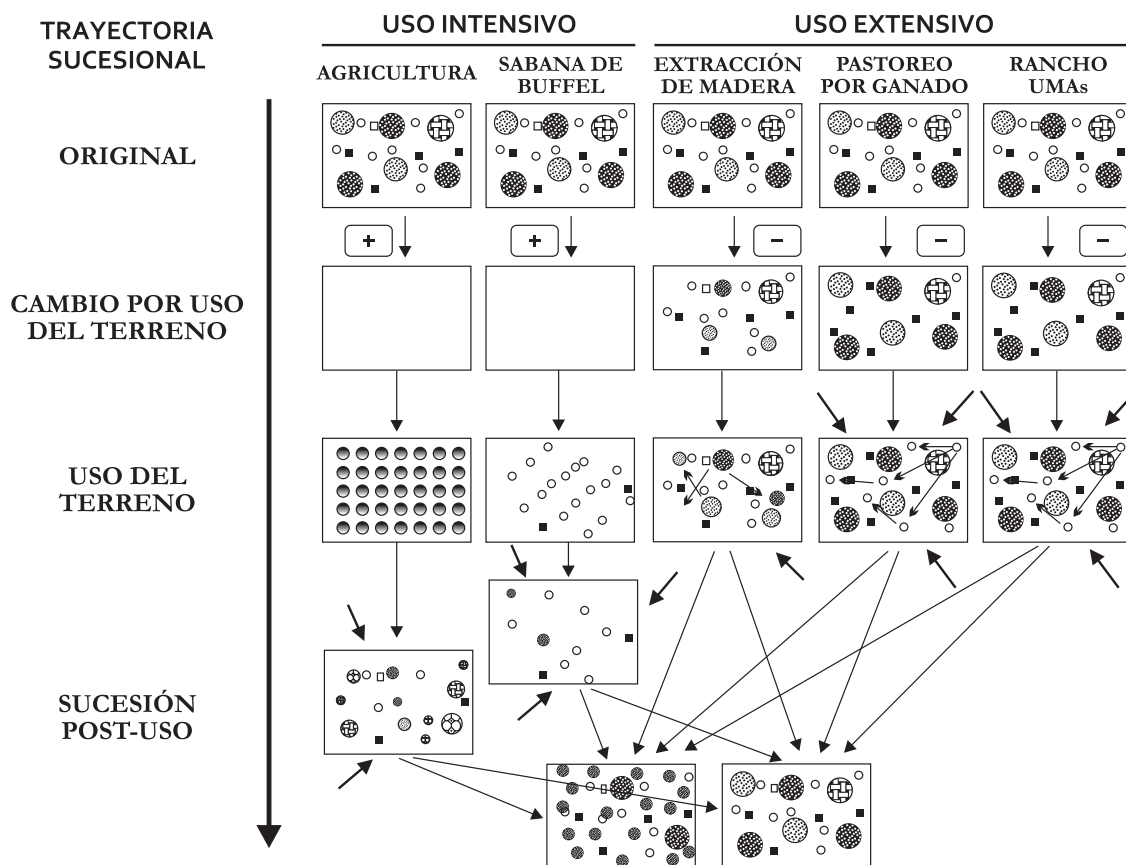 TRAYECTORIA
SUCESIONAL
USO INTENSIVO
USO EXTENSIVO
AGRICULTURA
SABANA DE
BUFFEL
EXTRACCIÓN
DE MADERA
PASTOREO
POR GANADO
RANCHO
UMAs
ORIGINAL
+
+
−
−
−
CAMBIO POR USO
DEL TERRENO
USO DEL
TERRENO
SUCESIÓN
POST-USO